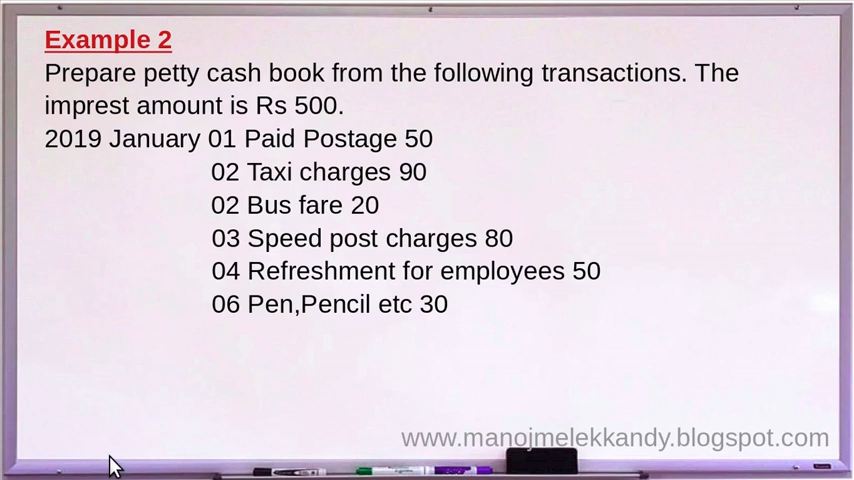 Example 2
Prepare petty cash book from the following transactions. The
imprest amount is Rs 500.
2019 January 01 Paid Postage 50
02 Taxi charges 90
02 Bus fare 20
03 Speed post charges 80
04 Refreshment for employees 50
06 Pen,Pencil etc 30
www.manojmelekkandy.blogspot.com